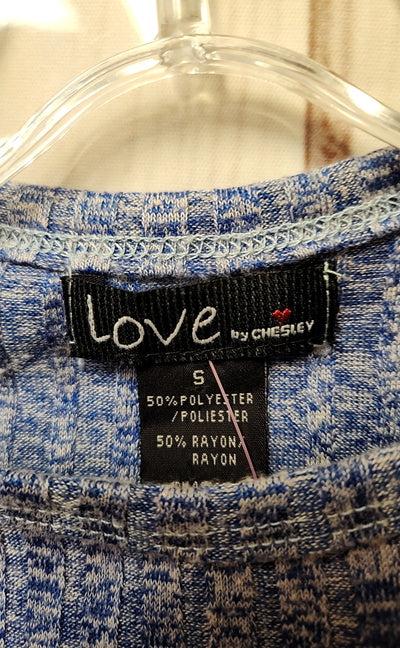 Love by CHESLEY
S
50% POLYESTER
/POLIESTER
50% RAYON/
RAYON